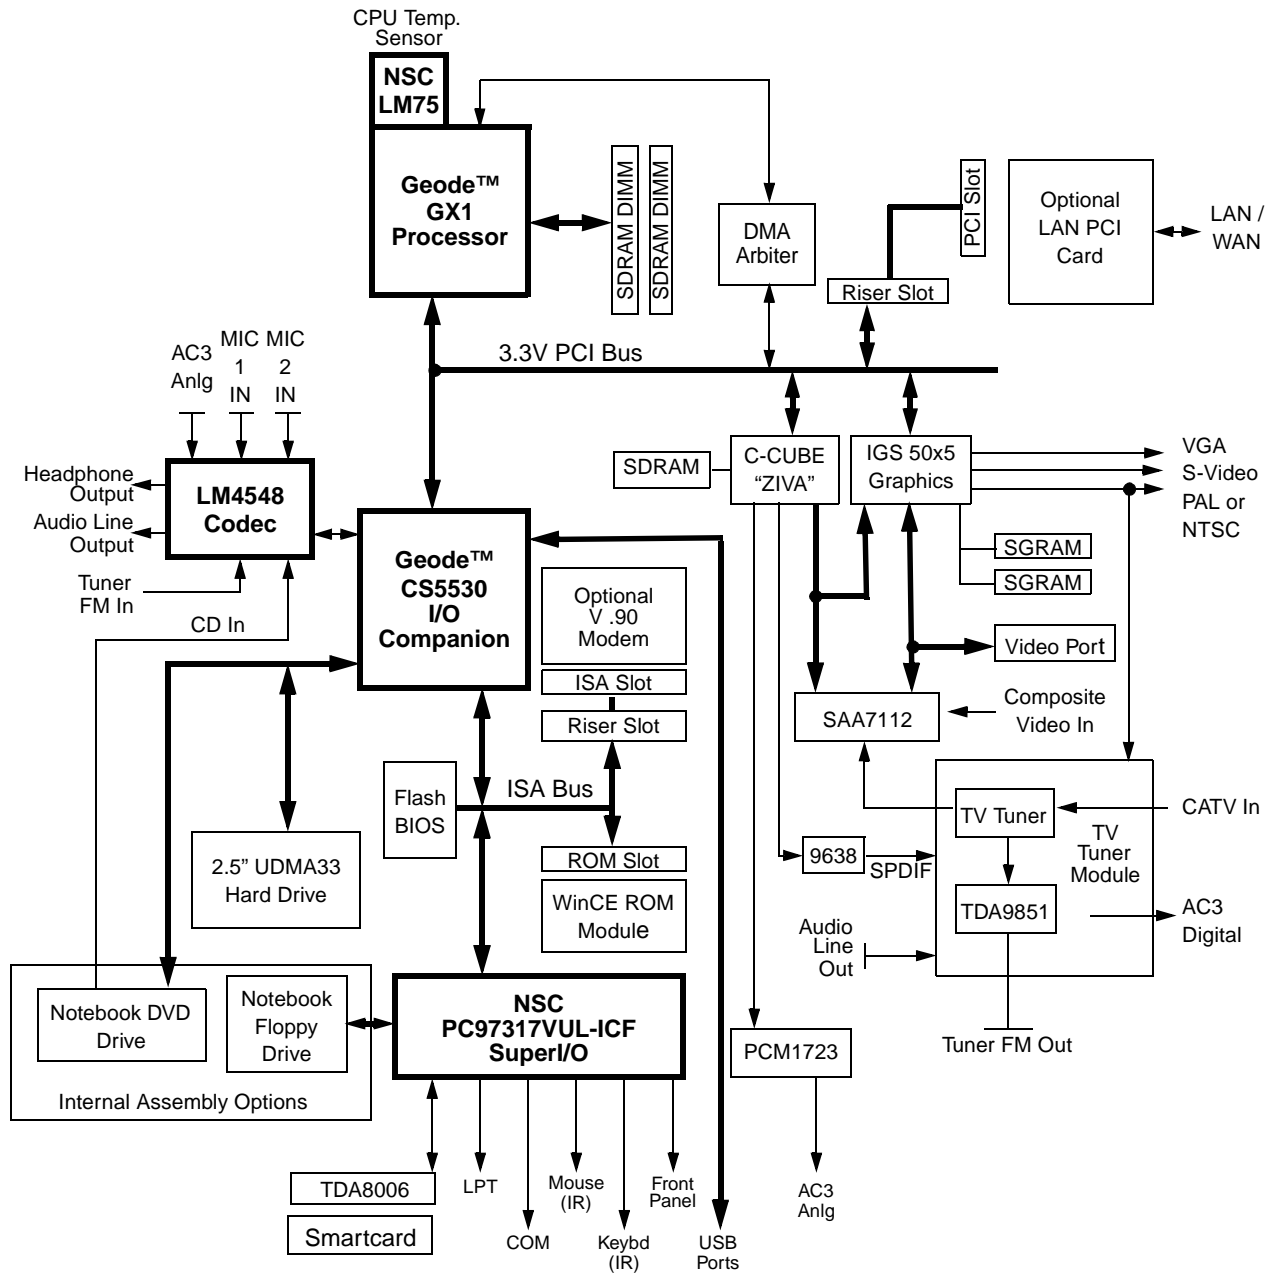 CPU Temp.
Sensor
NSC
LM75
Geode™
GX1
Processor
SDRAM DIMM
SDRAM DIMM
DMA
Arbiter
PCI Slot
Riser Slot
Optional
LAN PCI
Card
LAN /
WAN
3.3V PCI Bus
AC3
Anlg
MIC
1
IN
MIC
2
IN
Headphone
Output
Audio Line
Output
LM4548
Codec
Tuner
FM In
CD In
Geode™
CS5530
I/O
Companion
SDRAM
C-CUBE
“ZIVA”
IGS 50x5
Graphics
VGA
S-Video
PAL or
NTSC
SGRAM
SGRAM
Video Port
Optional
V .90
Modem
ISA Slot
Riser Slot
SAA7112
Composite
Video In
Flash
BIOS
ISA Bus
2.5” UDMA33
Hard Drive
ROM Slot
WinCE ROM
Module
9638
SPDIF
TV Tuner
TV
Tuner
Module
TDA9851
CATV In
AC3
Digital
Audio
Line
Out
Tuner FM Out
Notebook DVD
Drive
Notebook
Floppy
Drive
Internal Assembly Options
NSC
PC97317VUL-ICF
SuperI/O
PCM1723
TDA8006
Smartcard
LPT
COM
Mouse
(IR)
Keybd
(IR)
Front
Panel
USB
Ports
AC3
Anlg